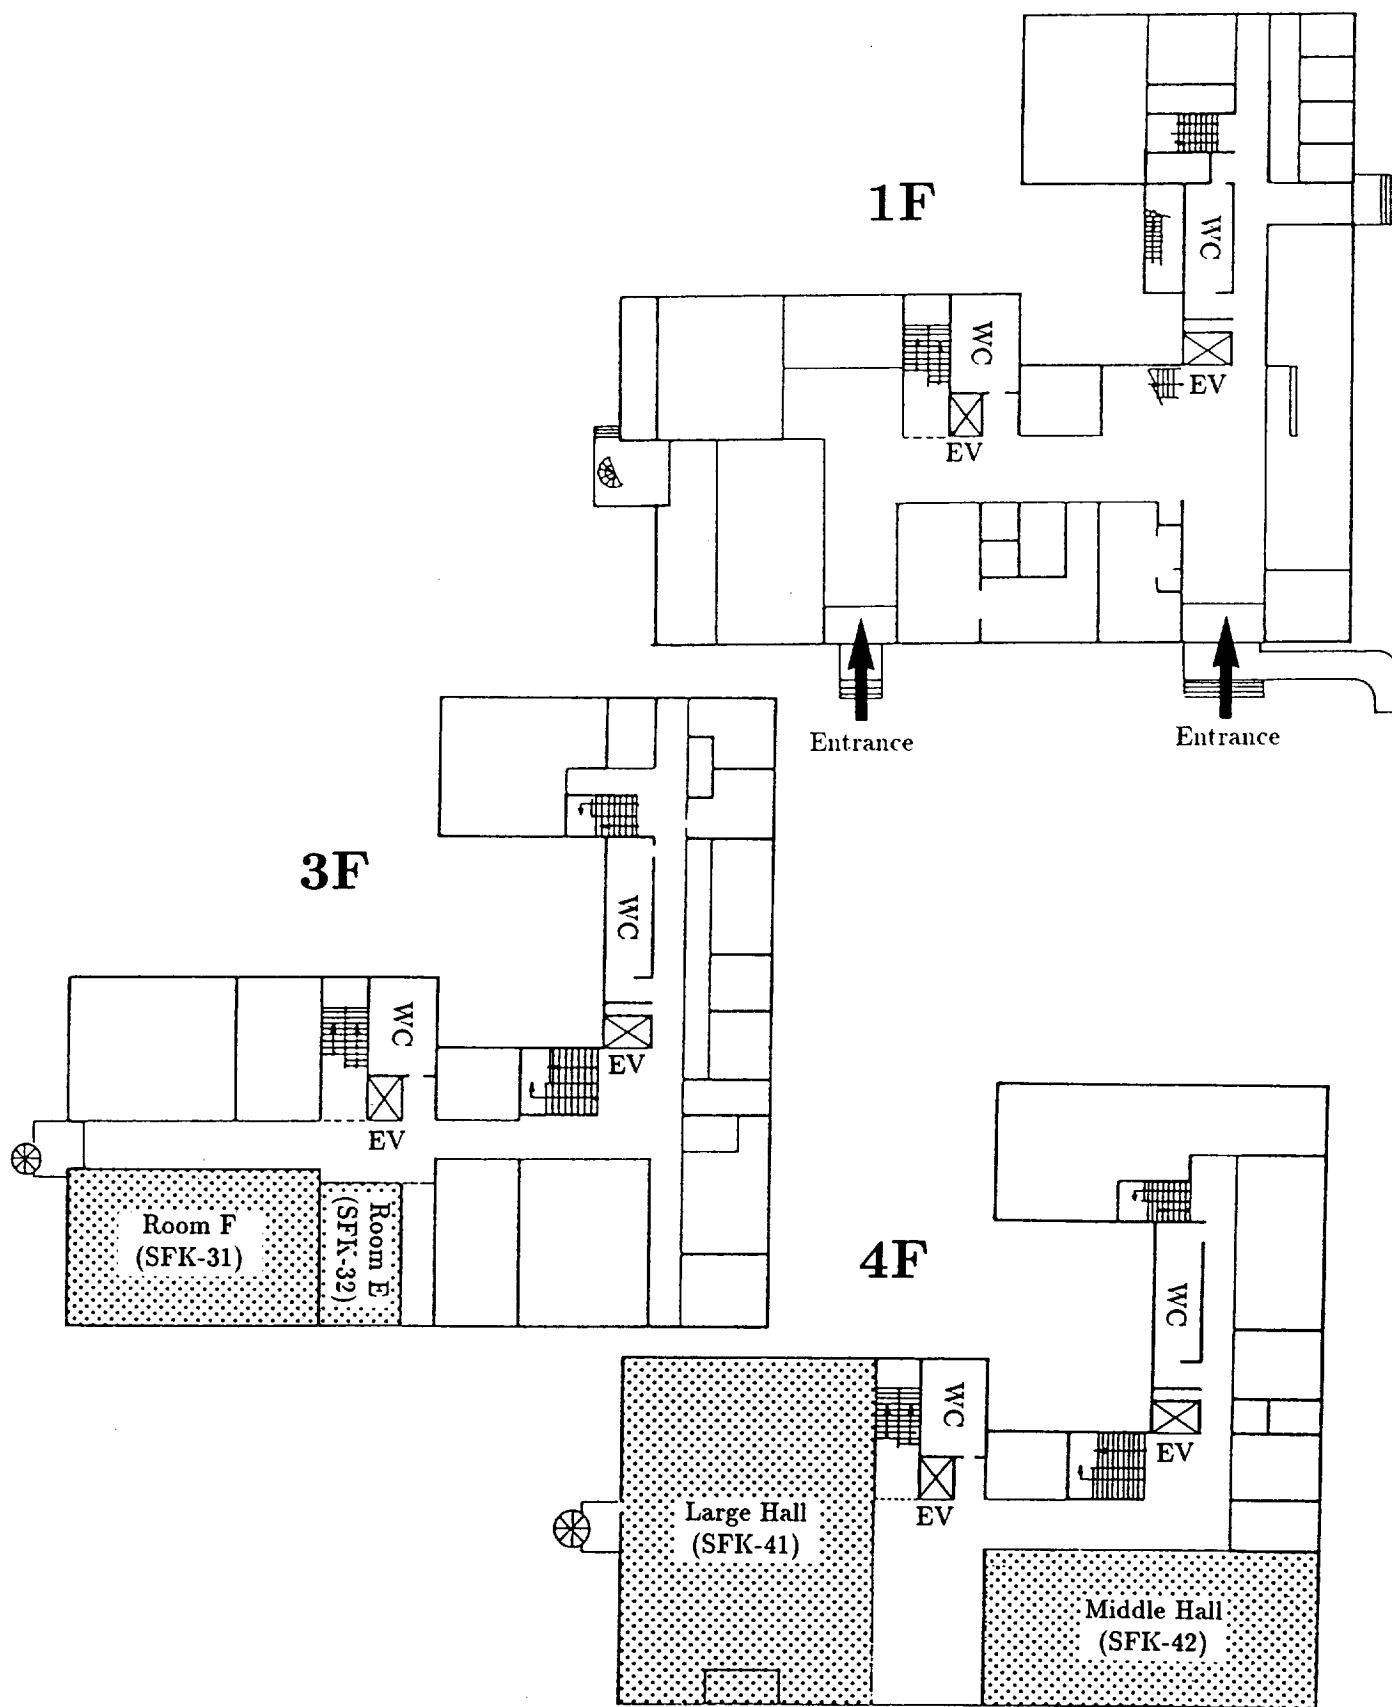 1F
WC
WC
EV
EV
Entrance
Entrance
3F
WC
WC
EV
EV
Room F
(SFK-31)
Room E
(SFK-32)
4F
WC
WC
EV
EV
Large Hall
(SFK-41)
Middle Hall
(SFK-42)